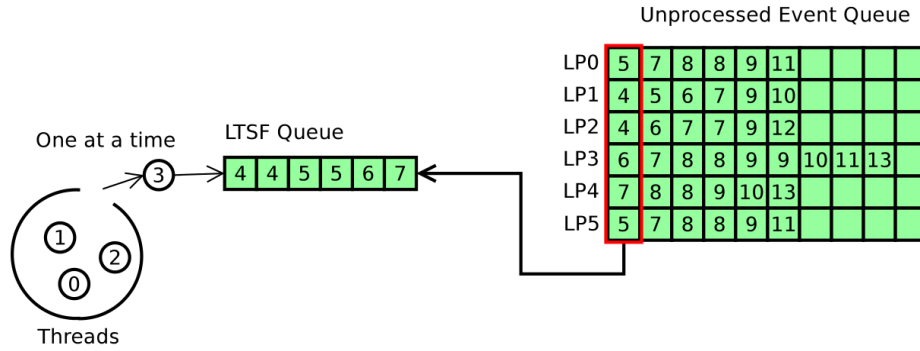 Unprocessed Event Queue
LP0 5 7 8 8 9 11
LP1 4 5 6 7 9 10
LP2 4 6 7 7 9 12
LP3 6 7 8 8 9 9 10 11 13
LP4 7 8 8 9 10 13
LP5 5 7 8 8 9 11
LTSF Queue
4 4 5 5 6 7
One at a time
3
1
2
0
Threads